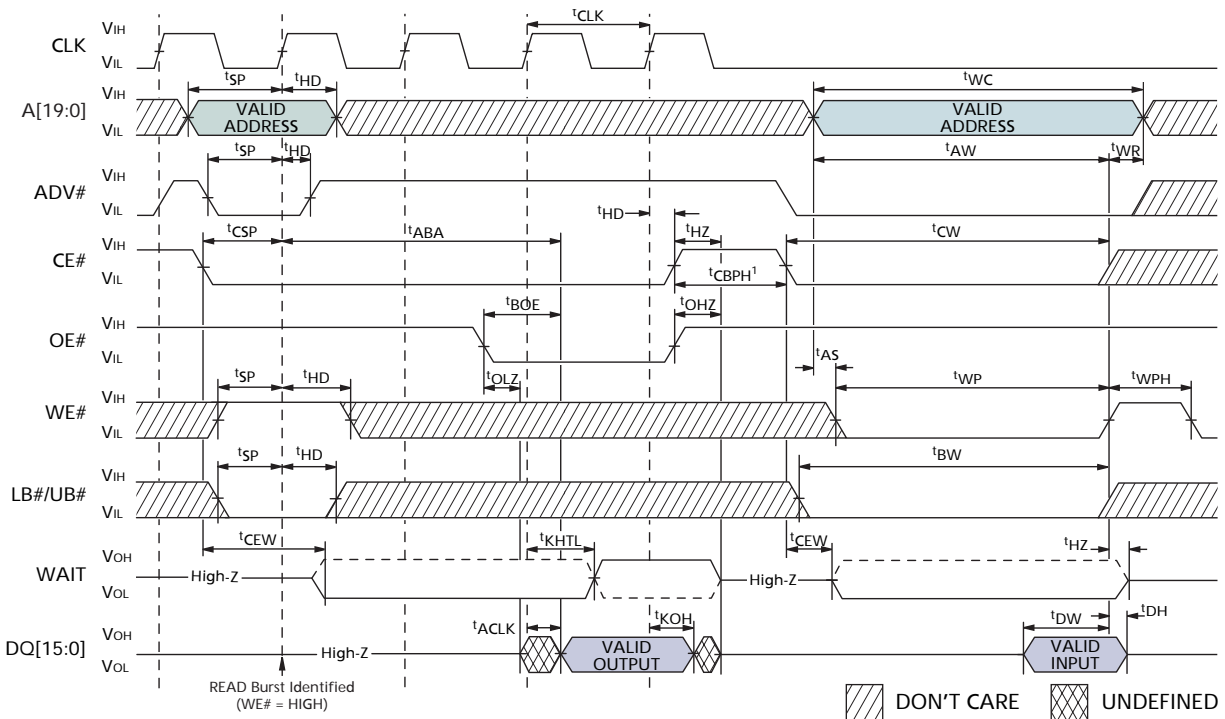 tCLK
VIH
CLK
VIL
tSP tHD tWC
VIH
A[19:0] VALID ADDRESS VALID ADDRESS
VIL
tSP tHD tAW tWR
VIH
ADV#
VIL
tHD
tCSP tABA tHZ tCW
VIH
CE#
VIL
tCBPH1
tBOE tOHZ
VIH
OE#
VIL
tAS
tOLZ
tSP tHD tWP tWPH
VIH
WE#
VIL
tSP tHD tBW
VIH
LB#/UB#
VIL
tCEW tKHTL tCEW tHZ
VOH
WAIT High-Z High-Z
VOL
tACLK tKOH tDW tDH
VOH
DQ[15:0] High-Z VALID OUTPUT VALID INPUT
VOL
READ Burst Identified
(WE# = HIGH)
DON'T CARE UNDEFINED